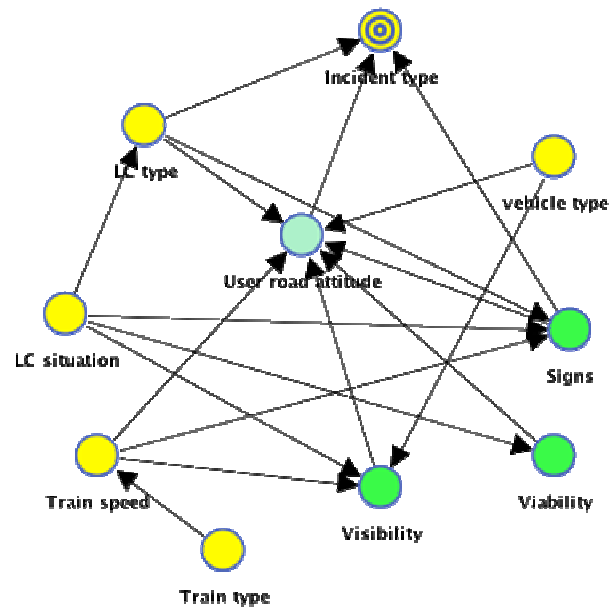 Incident type
LC type
vehicle type
User road attitude
LC situation
Signs
Train speed
Viability
Visibility
Train type